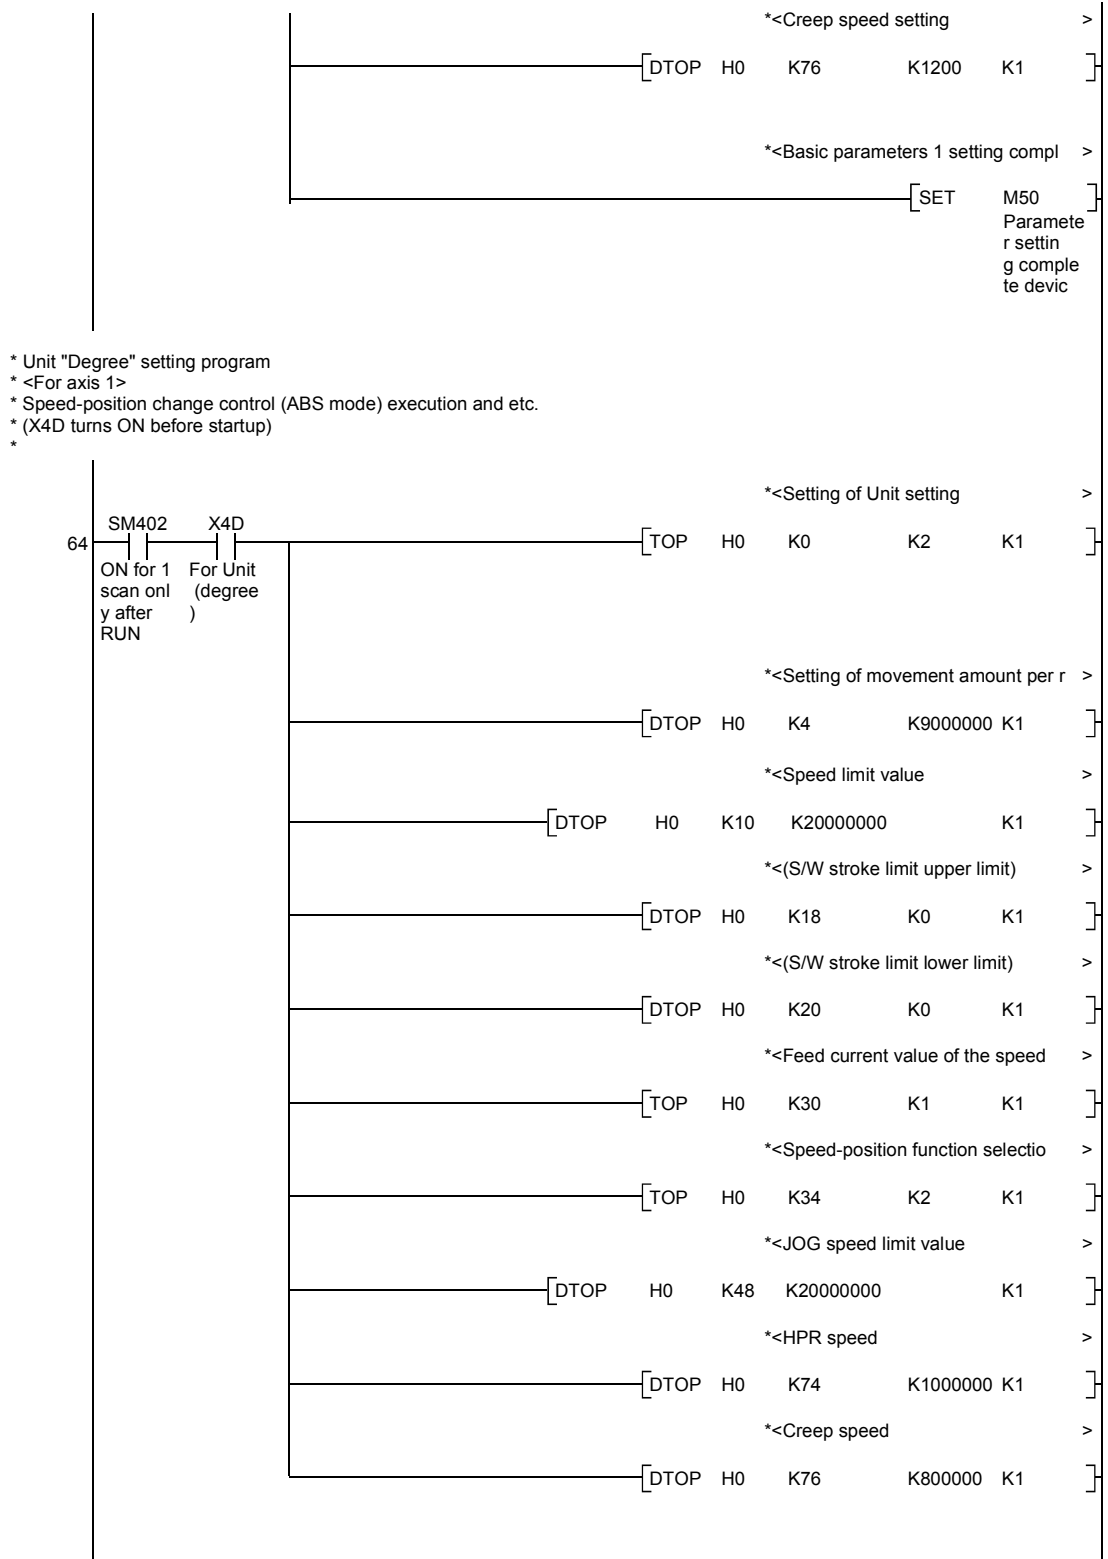 *<Creep speed setting >
DTOP H0 K76 K1200 K1
*<Basic parameters 1 setting compl >
SET M50
Paramete
r settin
g comple
te devic
* Unit "Degree" setting program
* <For axis 1>
* Speed-position change control (ABS mode) execution and etc.
* (X4D turns ON before startup)
*
*<Setting of Unit setting >
SM402 X4D
64 TOP H0 K0 K2 K1
ON for 1 For Unit
scan onl (degree
y after )
RUN
*<Setting of movement amount per r >
DTOP H0 K4 K9000000 K1
*<Speed limit value >
DTOP H0 K10 K20000000 K1
*<(S/W stroke limit upper limit) >
DTOP H0 K18 K0 K1
*<(S/W stroke limit lower limit) >
DTOP H0 K20 K0 K1
*<Feed current value of the speed >
TOP H0 K30 K1 K1
*<Speed-position function selectio >
TOP H0 K34 K2 K1
*<JOG speed limit value >
DTOP H0 K48 K20000000 K1
*<HPR speed >
DTOP H0 K74 K1000000 K1
*<Creep speed >
DTOP H0 K76 K800000 K1